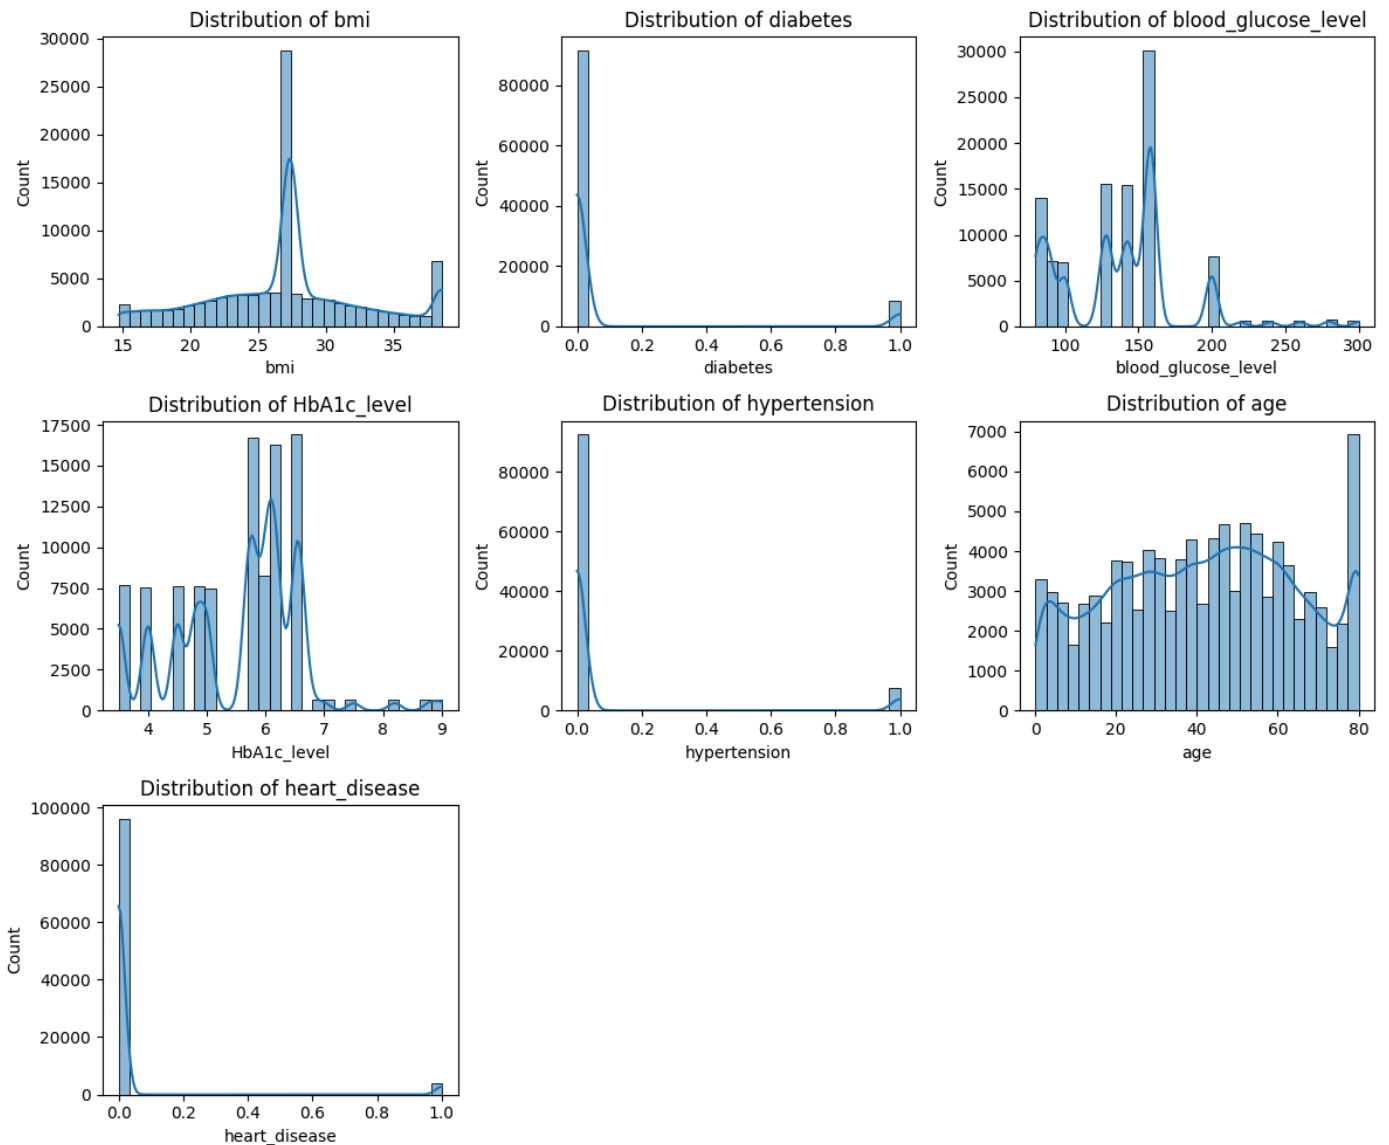 Distribution of bmi
30000
25000
20000
15000
10000
5000
0
Count
15 20 25 30 35
bmi
Distribution of diabetes
80000
60000
40000
20000
0
Count
0.0 0.2 0.4 0.6 0.8 1.0
diabetes
Distribution of blood_glucose_level
30000
25000
20000
15000
10000
5000
0
Count
100 150 200 250 300
blood_glucose_level
Distribution of HbA1c_level
17500
15000
12500
10000
7500
5000
2500
0
Count
4 5 6 7 8 9
HbA1c_level
Distribution of hypertension
80000
60000
40000
20000
0
Count
0.0 0.2 0.4 0.6 0.8 1.0
hypertension
Distribution of age
7000
6000
5000
4000
3000
2000
1000
0
Count
0 20 40 60 80
age
Distribution of heart_disease
100000
80000
60000
40000
20000
0
Count
0.0 0.2 0.4 0.6 0.8 1.0
heart_disease